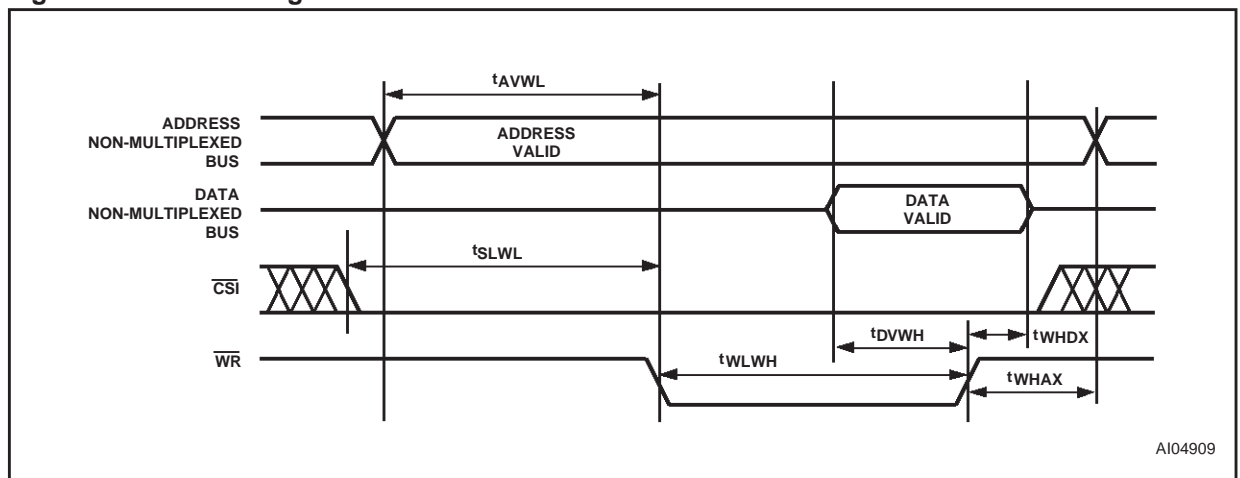 tAVWL
ADDRESS
NON-MULTIPLEXED
BUS
ADDRESS
VALID
DATA
NON-MULTIPLEXED
BUS
DATA
VALID
tSLWL
CSI
tDVWH
tWHDX
WR
tWLWH
tWHAX
AI04909